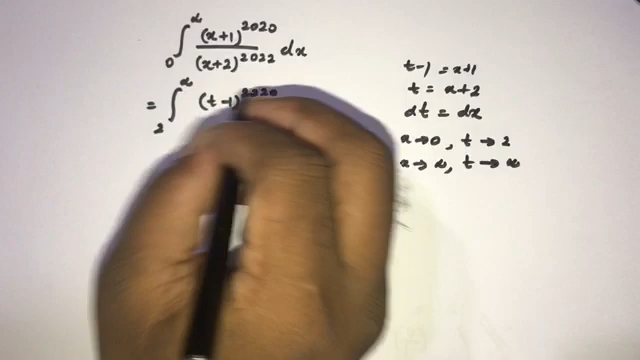 ∫₀^∞ (x+1)^2020 / (x+2)^2022 dx
= ∫₂^∞ (t-1)^2020
t-1 = x+1
t = x+2
dt = dx
x → 0, t → 2
x → ∞, t → ∞